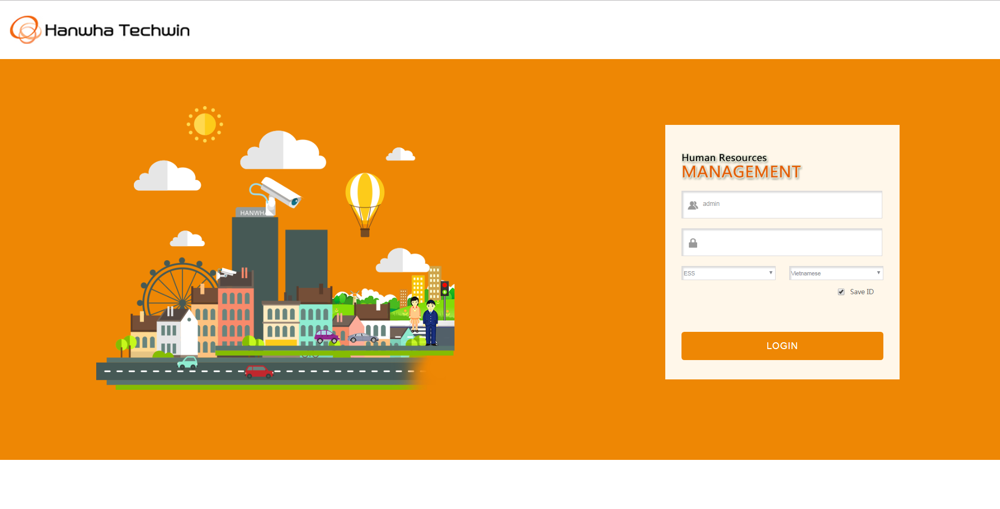 Hanwha Techwin
HANWHA
Human Resources
MANAGEMENT
admin
ESS
Vietnamese
Save ID
LOGIN